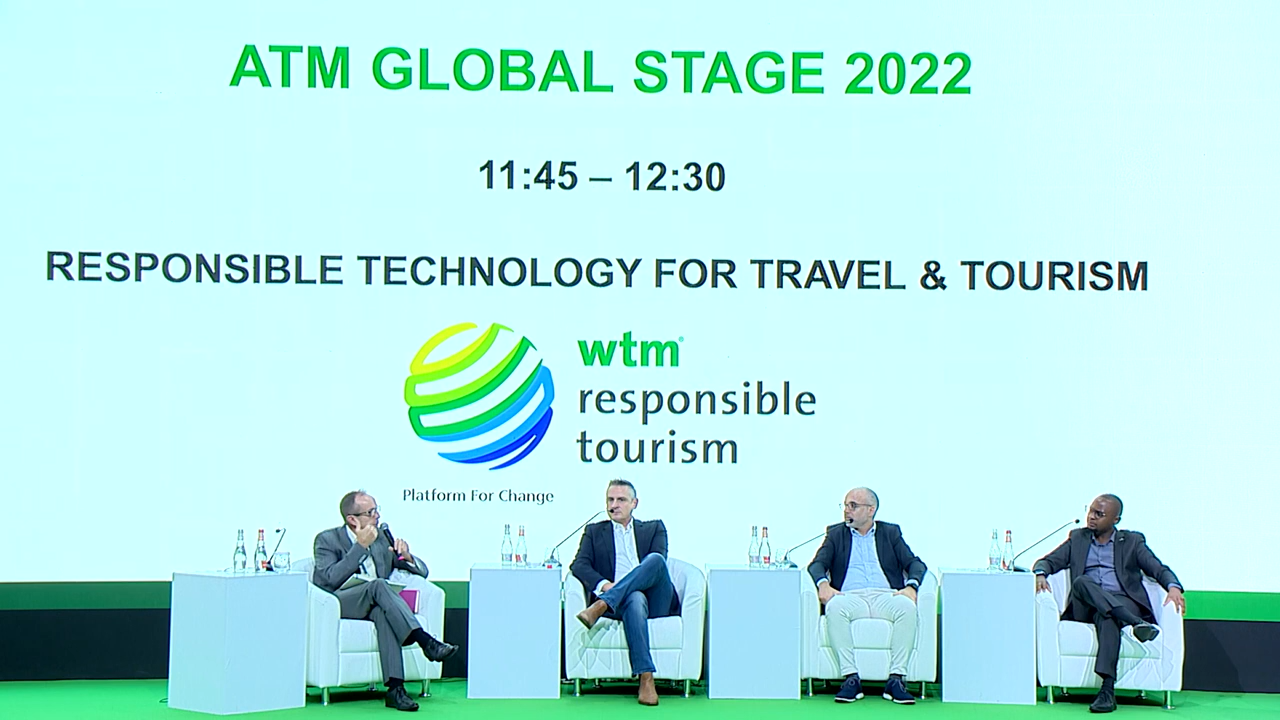 ATM GLOBAL STAGE 2022
11:45 – 12:30
RESPONSIBLE TECHNOLOGY FOR TRAVEL & TOURISM
wtm
responsible
tourism
Platform For Change